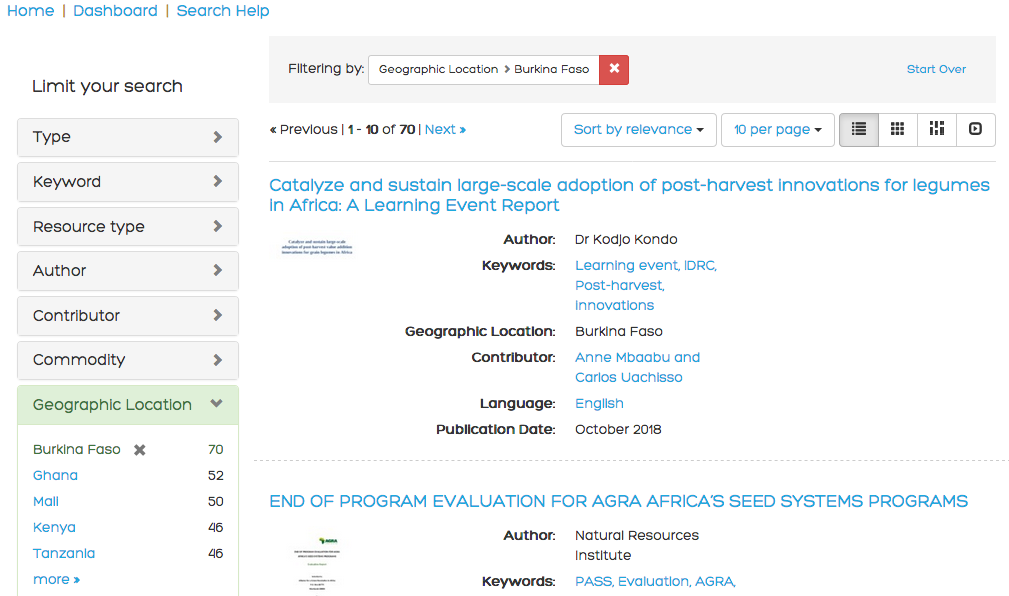 Home | Dashboard | Search Help
Limit your search
Type
Keyword
Resource type
Author
Contributor
Commodity
Geographic Location
Burkina Faso ✖ 70
Ghana 52
Mali 50
Kenya 46
Tanzania 46
more »
Filtering by: Geographic Location > Burkina Faso ✖
Start Over
« Previous | 1 - 10 of 70 | Next »
Sort by relevance
10 per page
Catalyze and sustain large-scale adoption of post-harvest innovations for legumes
in Africa: A Learning Event Report
Catalyze and sustain large-scale
adoption of post-harvest value addition
innovations for grain legumes in Africa
Author: Dr Kodjo Kondo
Keywords: Learning event, IDRC,
Post-harvest,
Innovations
Geographic Location: Burkina Faso
Contributor: Anne Mbaabu and
Carlos Uachisso
Language: English
Publication Date: October 2018
END OF PROGRAM EVALUATION FOR AGRA AFRICA'S SEED SYSTEMS PROGRAMS
AGRA
Author: Natural Resources
Institute
Keywords: PASS, Evaluation, AGRA,